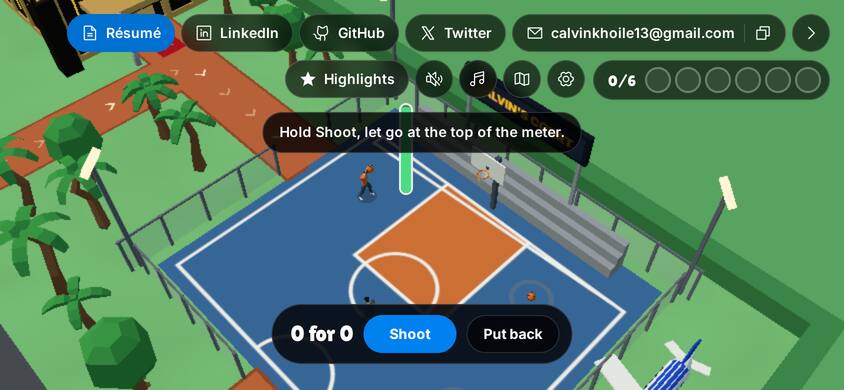 Résumé
LinkedIn
GitHub
Twitter
calvinkhoile13@gmail.com
Highlights
0/6
Hold Shoot, let go at the top of the meter.
0 for 0
Shoot
Put back